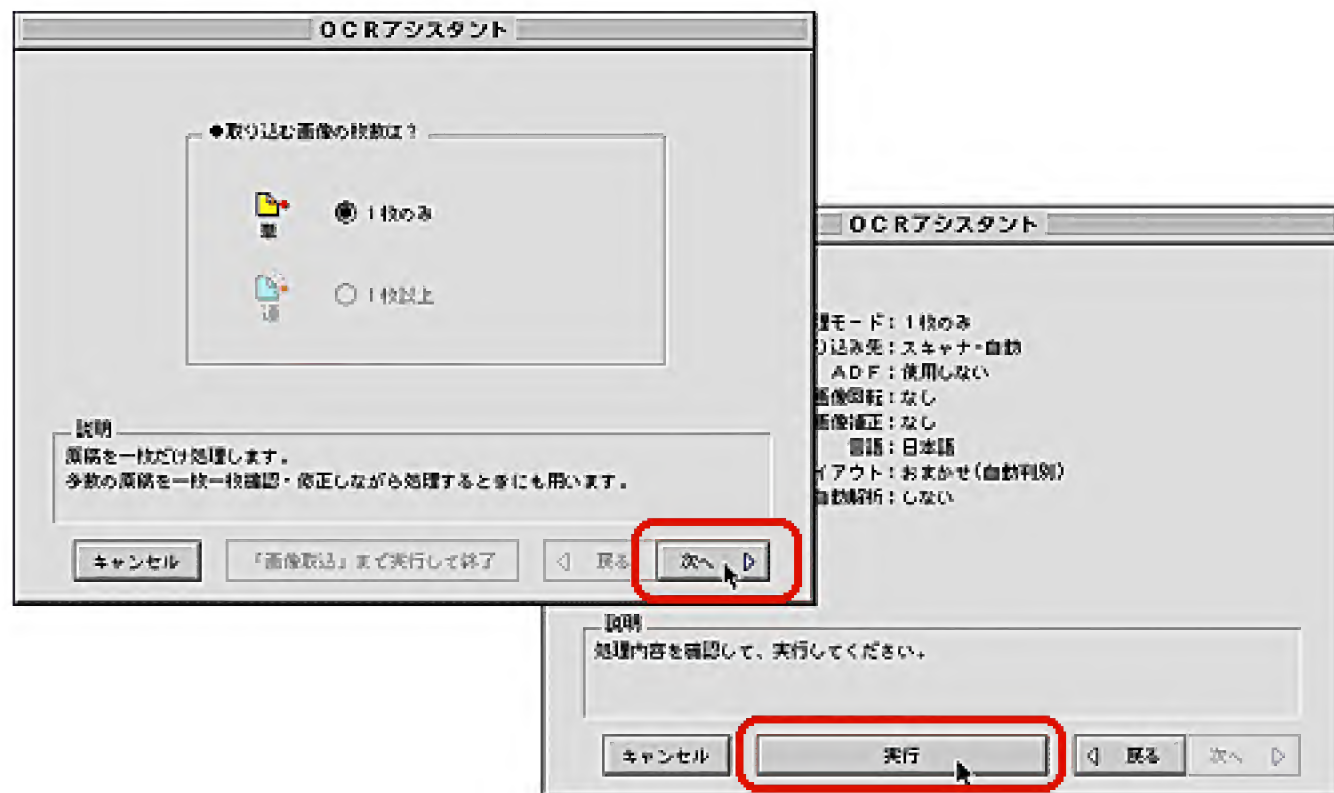 OCRアシスタント
●取り込む画像の枚数は？
単
1枚のみ
連
1枚以上
説明
原稿を一枚だけ処理します。
多数の原稿を一枚一枚確認・修正しながら処理するときにも用います。
キャンセル
「画像取込」まで実行して終了
戻る
次へ
OCRアシスタント
理モード：1枚のみ
り込み先：スキャナ・自動
ADF：使用しない
画像回転：なし
画像補正：なし
言語：日本語
イアウト：おまかせ(自動判別)
自動解析：しない
説明
処理内容を確認して、実行してください。
キャンセル
実行
戻る
次へ